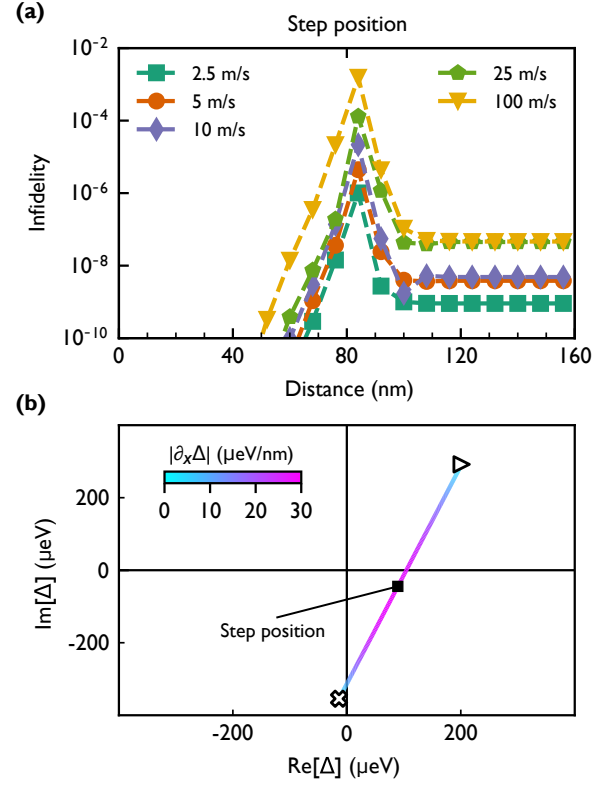 (a)
Step position
2.5 m/s
5 m/s
10 m/s
25 m/s
100 m/s
Infidelity
10⁻²
10⁻⁴
10⁻⁶
10⁻⁸
10⁻¹⁰
0 40 80 120 160
Distance (nm)
(b)
|∂ₓΔ| (µeV/nm)
0 10 20 30
Im[Δ] (µeV)
200
0
-200
Step position
-200 0 200
Re[Δ] (µeV)